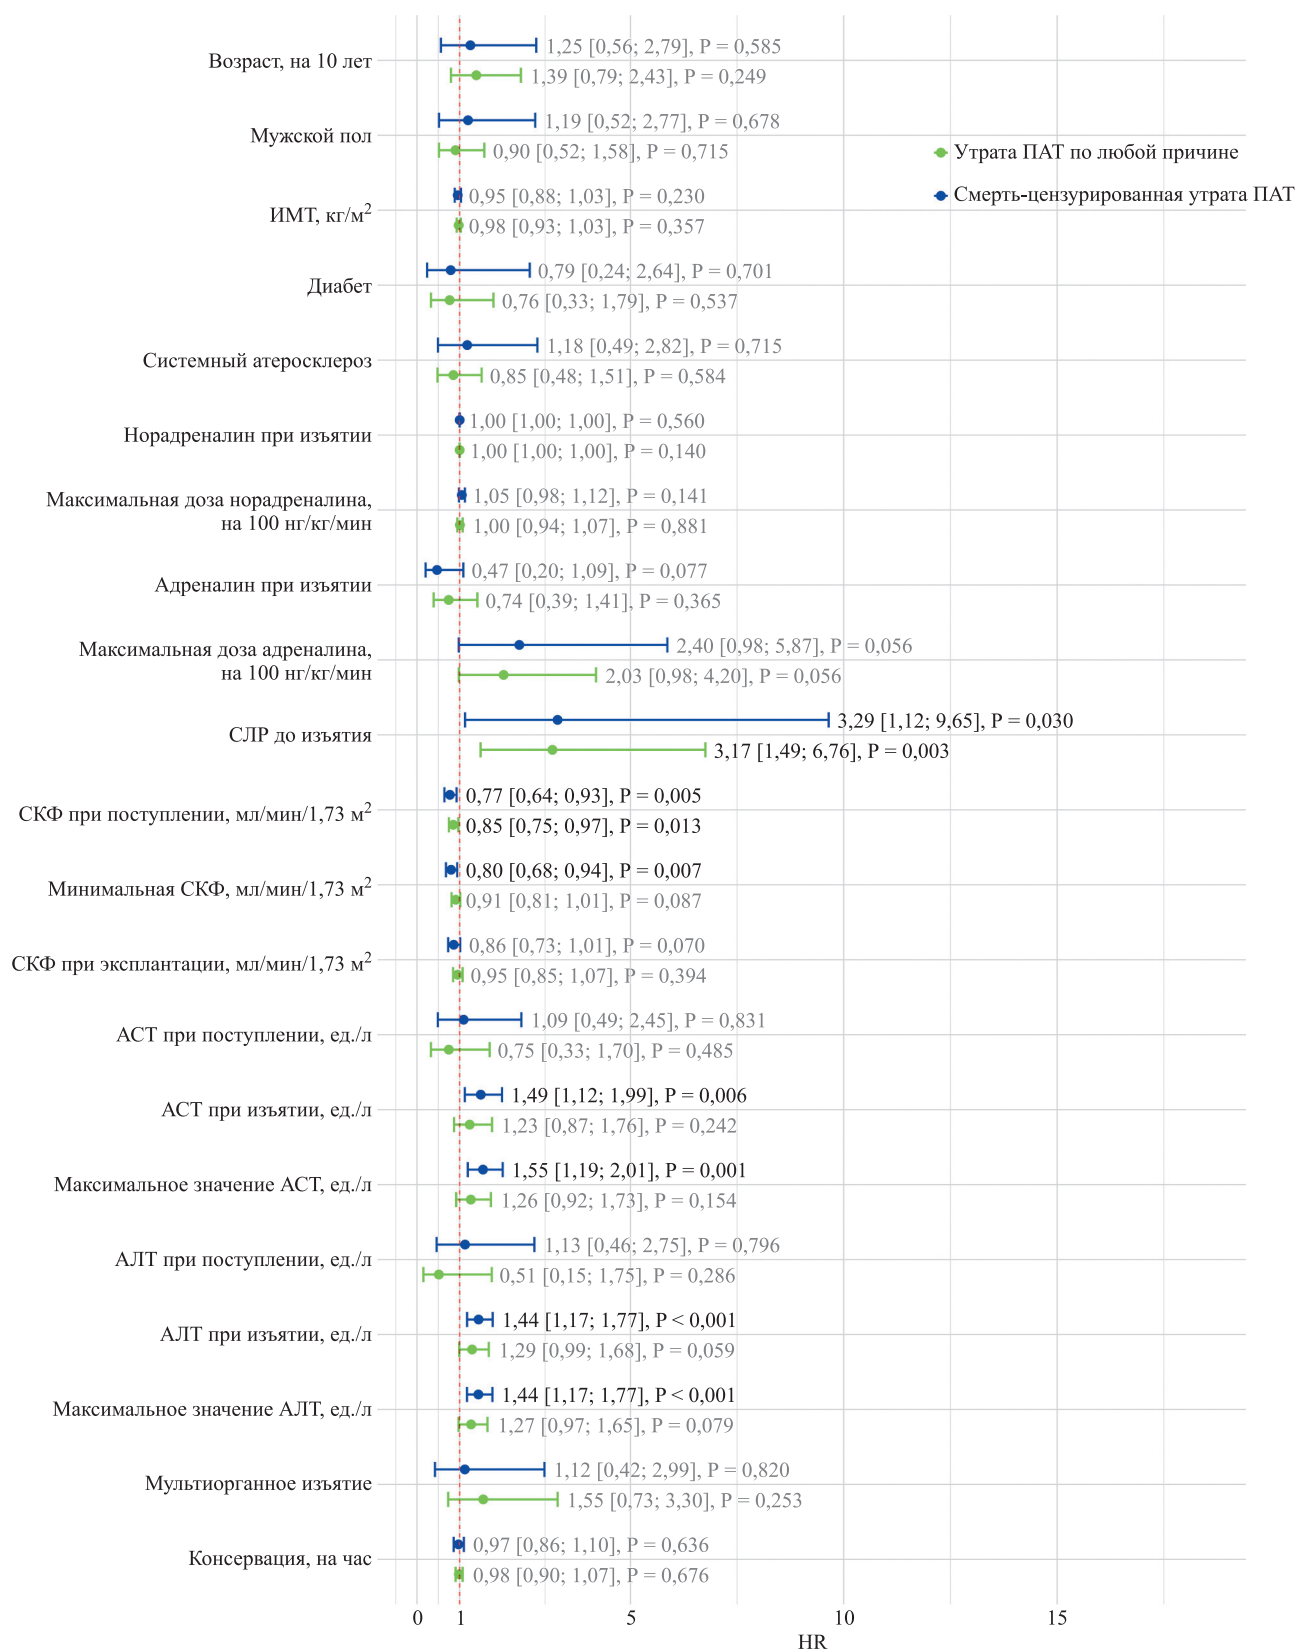 1,25 [0,56; 2,79], P = 0,585
Возраст, на 10 лет
1,39 [0,79; 2,43], P = 0,249
1,19 [0,52; 2,77], P = 0,678
Мужской пол
0,90 [0,52; 1,58], P = 0,715
Утрата ПАТ по любой причине
Смерть-цензурированная утрата ПАТ
0,95 [0,88; 1,03], P = 0,230
ИМТ, кг/м²
0,98 [0,93; 1,03], P = 0,357
0,79 [0,24; 2,64], P = 0,701
Диабет
0,76 [0,33; 1,79], P = 0,537
1,18 [0,49; 2,82], P = 0,715
Системный атеросклероз
0,85 [0,48; 1,51], P = 0,584
1,00 [1,00; 1,00], P = 0,560
Норадреналин при изъятии
1,00 [1,00; 1,00], P = 0,140
1,05 [0,98; 1,12], P = 0,141
Максимальная доза норадреналина,
на 100 нг/кг/мин
1,00 [0,94; 1,07], P = 0,881
0,47 [0,20; 1,09], P = 0,077
Адреналин при изъятии
0,74 [0,39; 1,41], P = 0,365
2,40 [0,98; 5,87], P = 0,056
Максимальная доза адреналина,
на 100 нг/кг/мин
2,03 [0,98; 4,20], P = 0,056
3,29 [1,12; 9,65], P = 0,030
СЛР до изъятия
3,17 [1,49; 6,76], P = 0,003
0,77 [0,64; 0,93], P = 0,005
СКФ при поступлении, мл/мин/1,73 м²
0,85 [0,75; 0,97], P = 0,013
0,80 [0,68; 0,94], P = 0,007
Минимальная СКФ, мл/мин/1,73 м²
0,91 [0,81; 1,01], P = 0,087
0,86 [0,73; 1,01], P = 0,070
СКФ при эксплантации, мл/мин/1,73 м²
0,95 [0,85; 1,07], P = 0,394
1,09 [0,49; 2,45], P = 0,831
АСТ при поступлении, ед./л
0,75 [0,33; 1,70], P = 0,485
1,49 [1,12; 1,99], P = 0,006
АСТ при изъятии, ед./л
1,23 [0,87; 1,76], P = 0,242
1,55 [1,19; 2,01], P = 0,001
Максимальное значение АСТ, ед./л
1,26 [0,92; 1,73], P = 0,154
1,13 [0,46; 2,75], P = 0,796
АЛТ при поступлении, ед./л
0,51 [0,15; 1,75], P = 0,286
1,44 [1,17; 1,77], P < 0,001
АЛТ при изъятии, ед./л
1,29 [0,99; 1,68], P = 0,059
1,44 [1,17; 1,77], P < 0,001
Максимальное значение АЛТ, ед./л
1,27 [0,97; 1,65], P = 0,079
1,12 [0,42; 2,99], P = 0,820
Мультиорганное изъятие
1,55 [0,73; 3,30], P = 0,253
0,97 [0,86; 1,10], P = 0,636
Консервация, на час
0,98 [0,90; 1,07], P = 0,676
0 1 5 10 15
HR